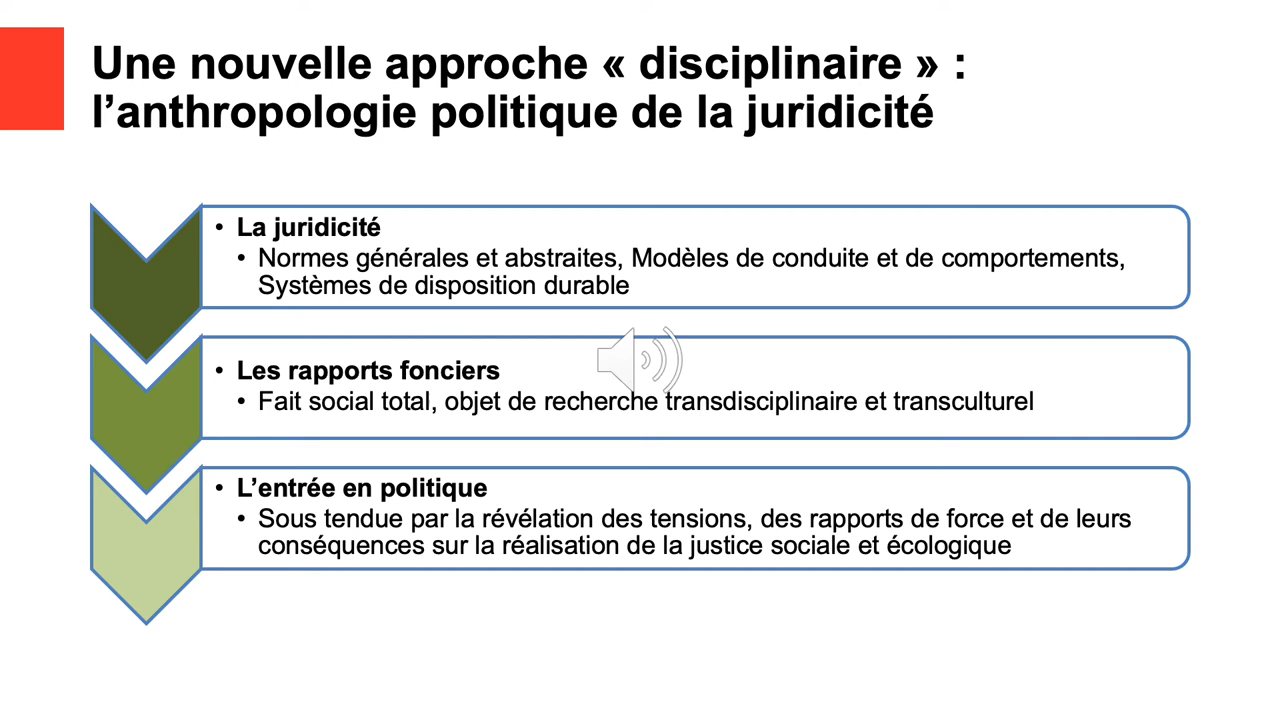 Une nouvelle approche « disciplinaire » :
l’anthropologie politique de la juridicité
• La juridicité
• Normes générales et abstraites, Modèles de conduite et de comportements,
Systèmes de disposition durable
• Les rapports fonciers
• Fait social total, objet de recherche transdisciplinaire et transculturel
• L’entrée en politique
• Sous tendue par la révélation des tensions, des rapports de force et de leurs
conséquences sur la réalisation de la justice sociale et écologique